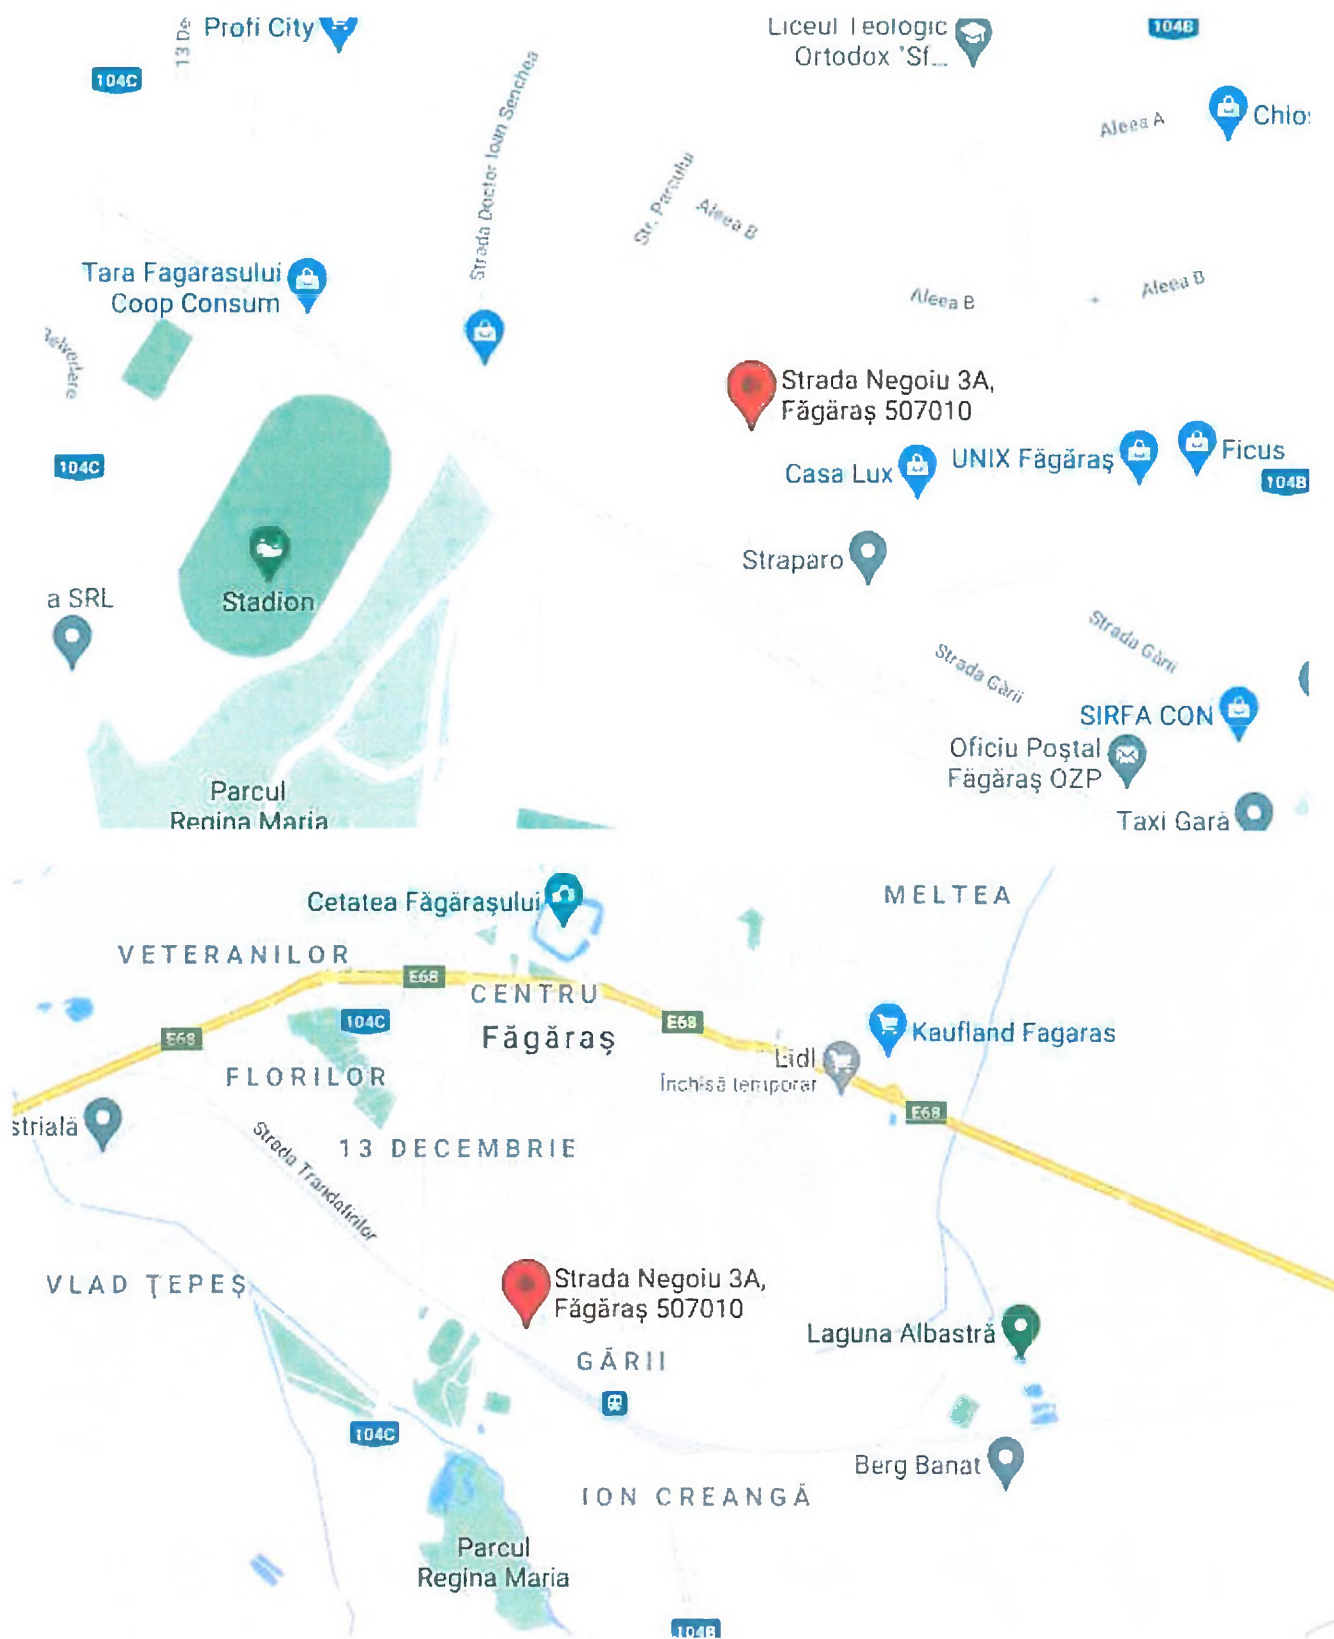 Profi City
13 De
104C
Liceul Teologic
Ortodox 'Sf...
104B
Chios
Aleea A
Strada Doctor Ioan Senchea
Str. Parcului
Aleea B
Tara Fagarasului
Coop Consum
Aleea B
Aleea B
Belvedere
Strada Negoiu 3A,
Făgăraş 507010
104C
Casa Lux
UNIX Făgăraş
Ficus
104B
Straparo
a SRL
Stadion
Strada Gării
Strada Gării
SIRFA CON
Oficiu Poştal
Făgăraş OZP
Parcul
Regina Maria
Taxi Gară
Cetatea Făgăraşului
MELTEA
VETERANILOR
E68
CENTRU
104C
E68
E68
Făgăraş
Kaufland Fagaras
Lidl
Închisă temporar
FLORILOR
E68
strială
13 DECEMBRIE
Strada Trandafirilor
VLAD ŢEPEŞ
Strada Negoiu 3A,
Făgăraş 507010
Laguna Albastră
GĂRII
104C
Berg Banat
ION CREANGĂ
Parcul
Regina Maria
104B